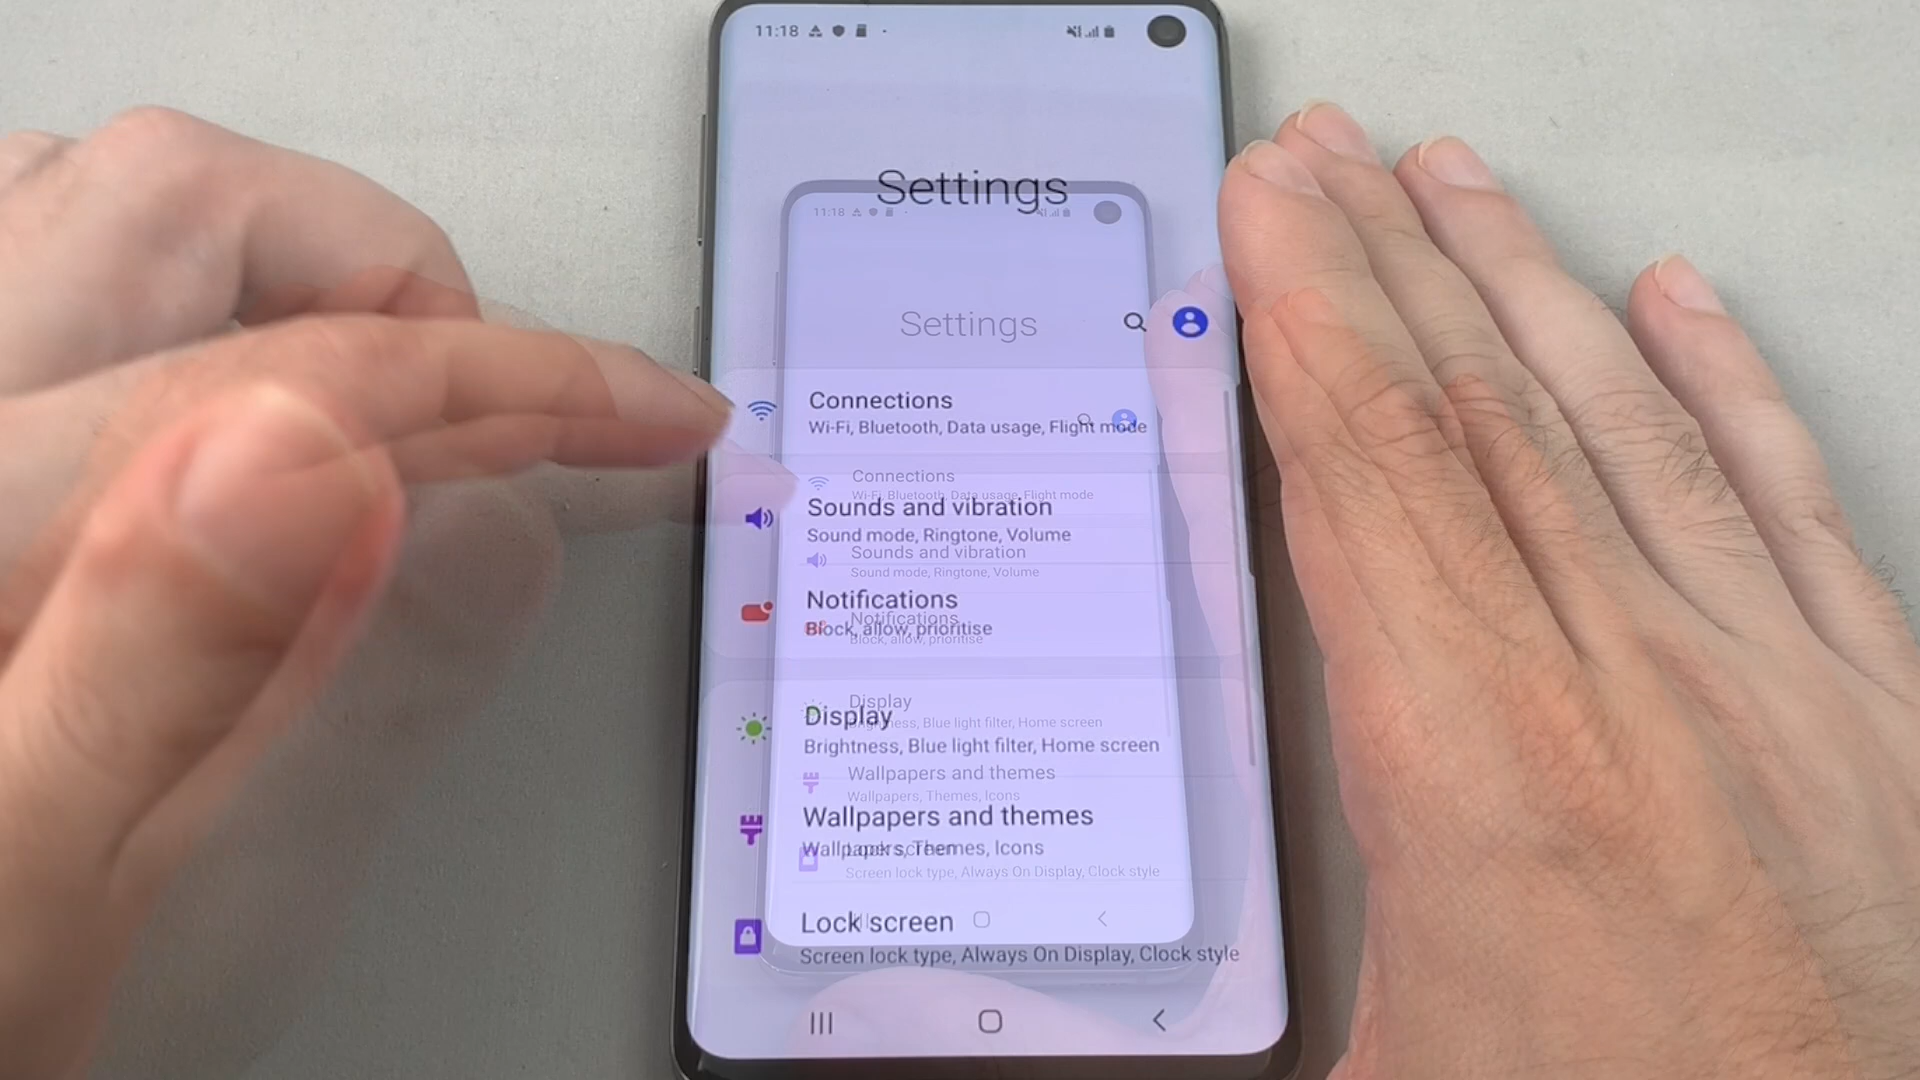 11:18
Settings
11:18
Settings
Connections
Wi-Fi, Bluetooth, Data usage, Flight mode
Connections
Wi-Fi, Bluetooth, Data usage, Flight mode
Sounds and vibration
Sound mode, Ringtone, Volume
Sounds and vibration
Sound mode, Ringtone, Volume
Notifications
Notifications
Block, allow, prioritise
Block, allow, prioritise
Display
Display
Brightness, Blue light filter, Home screen
Brightness, Blue light filter, Home screen
Wallpapers and themes
Wallpapers, Themes, Icons
Wallpapers and themes
Wallpapers, Themes, Icons
Lock screen
Screen lock type, Always On Display, Clock style
Lock screen
Screen lock type, Always On Display, Clock style